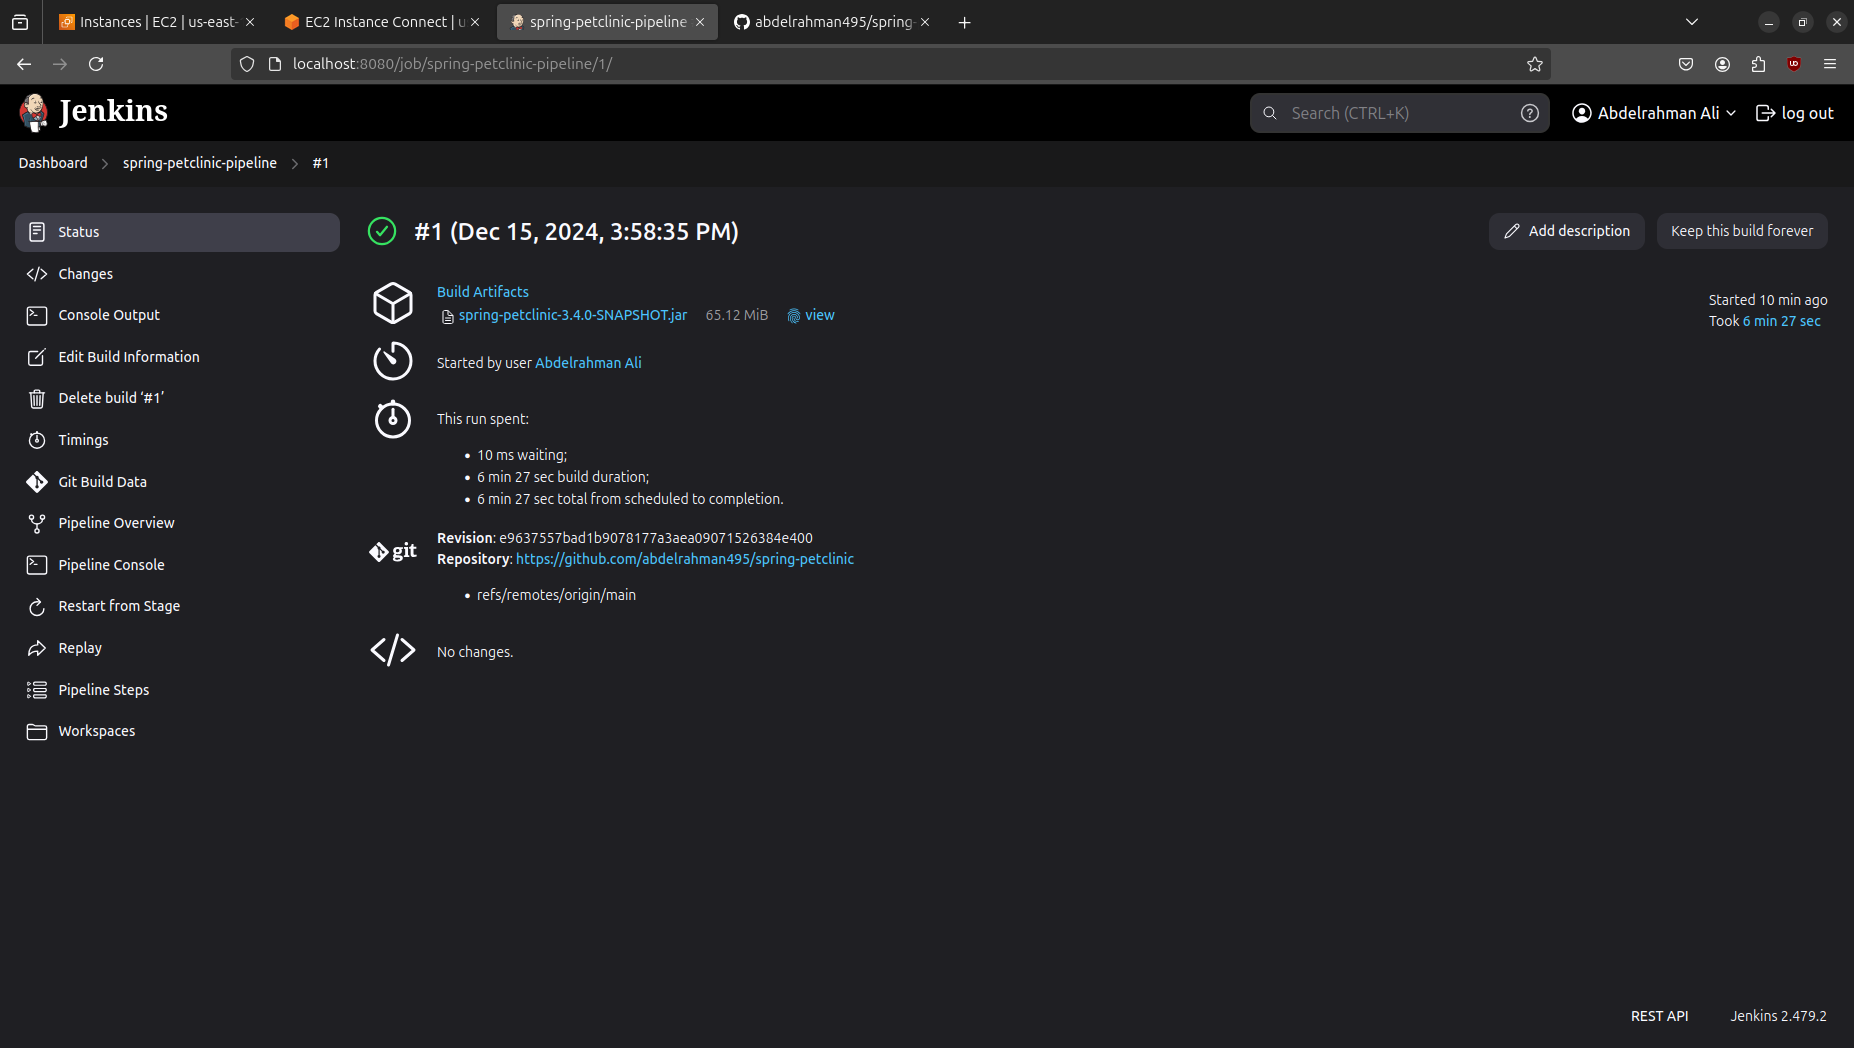 Instances | EC2 | us-east-
EC2 Instance Connect | u
spring-petclinic-pipeline
abdelrahman495/spring-
localhost:8080/job/spring-petclinic-pipeline/1/
Jenkins
Search (CTRL+K)
Abdelrahman Ali
log out
Dashboard
spring-petclinic-pipeline
#1
Status
Changes
Console Output
Edit Build Information
Delete build ‘#1’
Timings
Git Build Data
Pipeline Overview
Pipeline Console
Restart from Stage
Replay
Pipeline Steps
Workspaces
#1 (Dec 15, 2024, 3:58:35 PM)
Add description
Keep this build forever
Build Artifacts
spring-petclinic-3.4.0-SNAPSHOT.jar 65.12 MiB view
Started 10 min ago
Took 6 min 27 sec
Started by user Abdelrahman Ali
This run spent:
10 ms waiting;
6 min 27 sec build duration;
6 min 27 sec total from scheduled to completion.
git
Revision: e9637557bad1b9078177a3aea09071526384e400
Repository: https://github.com/abdelrahman495/spring-petclinic
refs/remotes/origin/main
No changes.
REST API
Jenkins 2.479.2